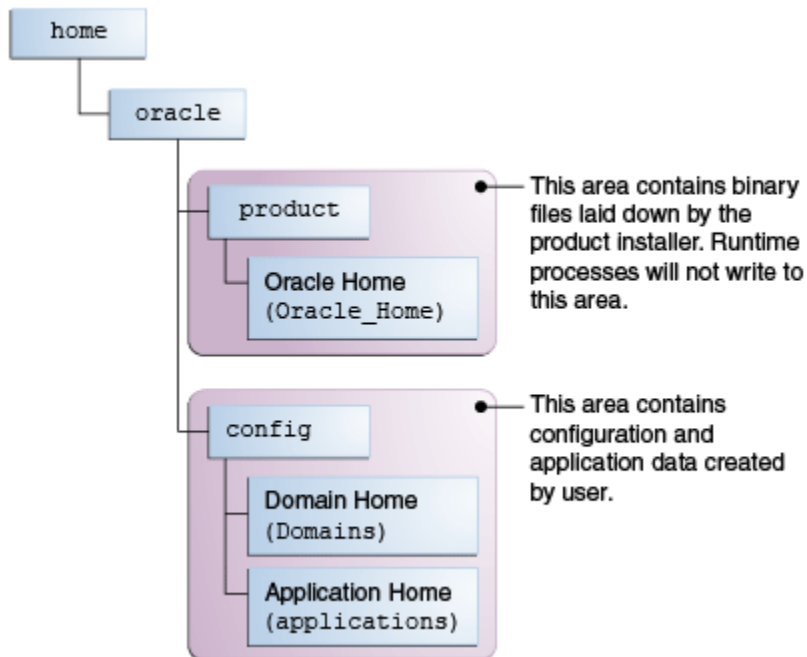 home
oracle
product
Oracle Home
(Oracle_Home)
This area contains binary
files laid down by the
product installer. Runtime
processes will not write to
this area.
config
Domain Home
(Domains)
Application Home
(applications)
This area contains
configuration and
application data created
by user.